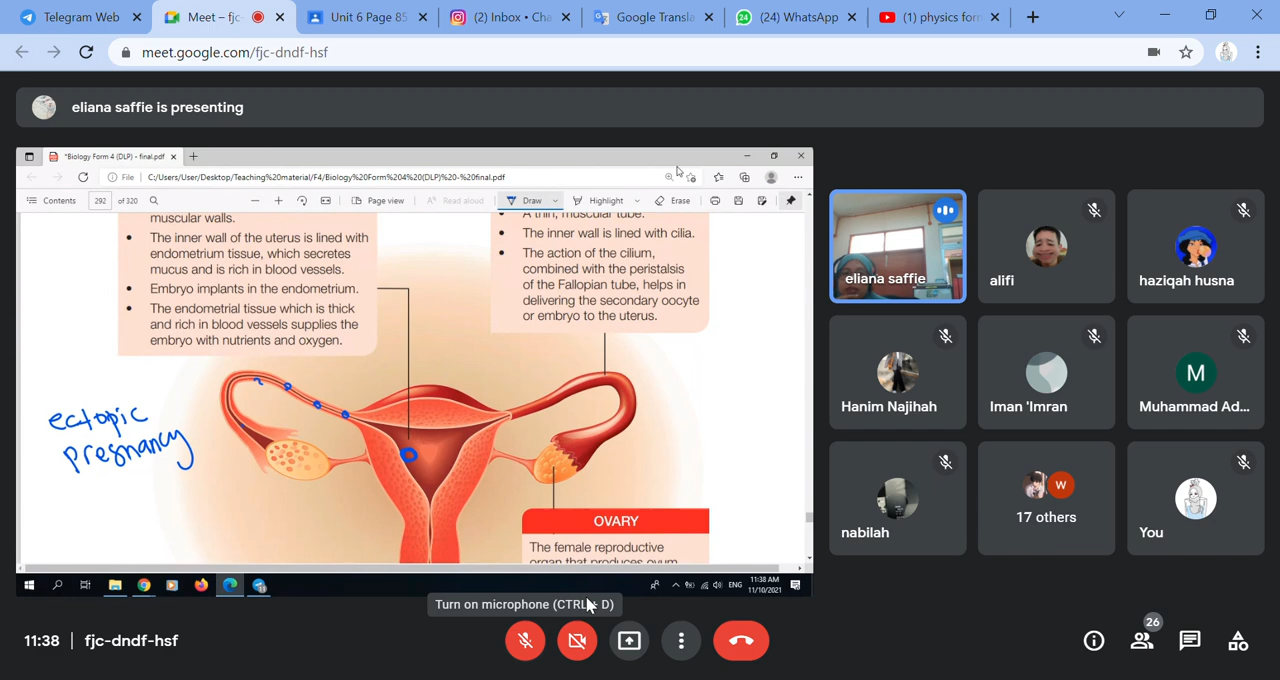 Telegram Web
Meet – fjc-
Unit 6 Page 85
(2) Inbox • Cha
Google Transla
(24) WhatsApp
(1) physics form
meet.google.com/fjc-dndf-hsf
eliana saffie is presenting
*Biology Form 4 (DLP) - final.pdf
File
C:/Users/User/Desktop/Teaching%20material/F4/Biology%20Form%204%20(DLP)%20-%20final.pdf
Contents
292
of 320
Page view
Read aloud
Draw
Highlight
Erase
muscular walls.
• The inner wall of the uterus is lined with
endometrium tissue, which secretes
mucus and is rich in blood vessels.
• Embryo implants in the endometrium.
• The endometrial tissue which is thick
and rich in blood vessels supplies the
embryo with nutrients and oxygen.
• A thin, muscular tube.
• The inner wall is lined with cilia.
• The action of the cilium,
combined with the peristalsis
of the Fallopian tube, helps in
delivering the secondary oocyte
or embryo to the uterus.
ectopic
pregnancy
OVARY
The female reproductive
organ that produces ovum
ENG
11:38 AM
11/10/2021
eliana saffie
alifi
haziqah husna
Hanim Najihah
Iman 'Imran
M
Muhammad Ad...
nabilah
W
17 others
You
Turn on microphone (CTRL + D)
11:38
fjc-dndf-hsf
26